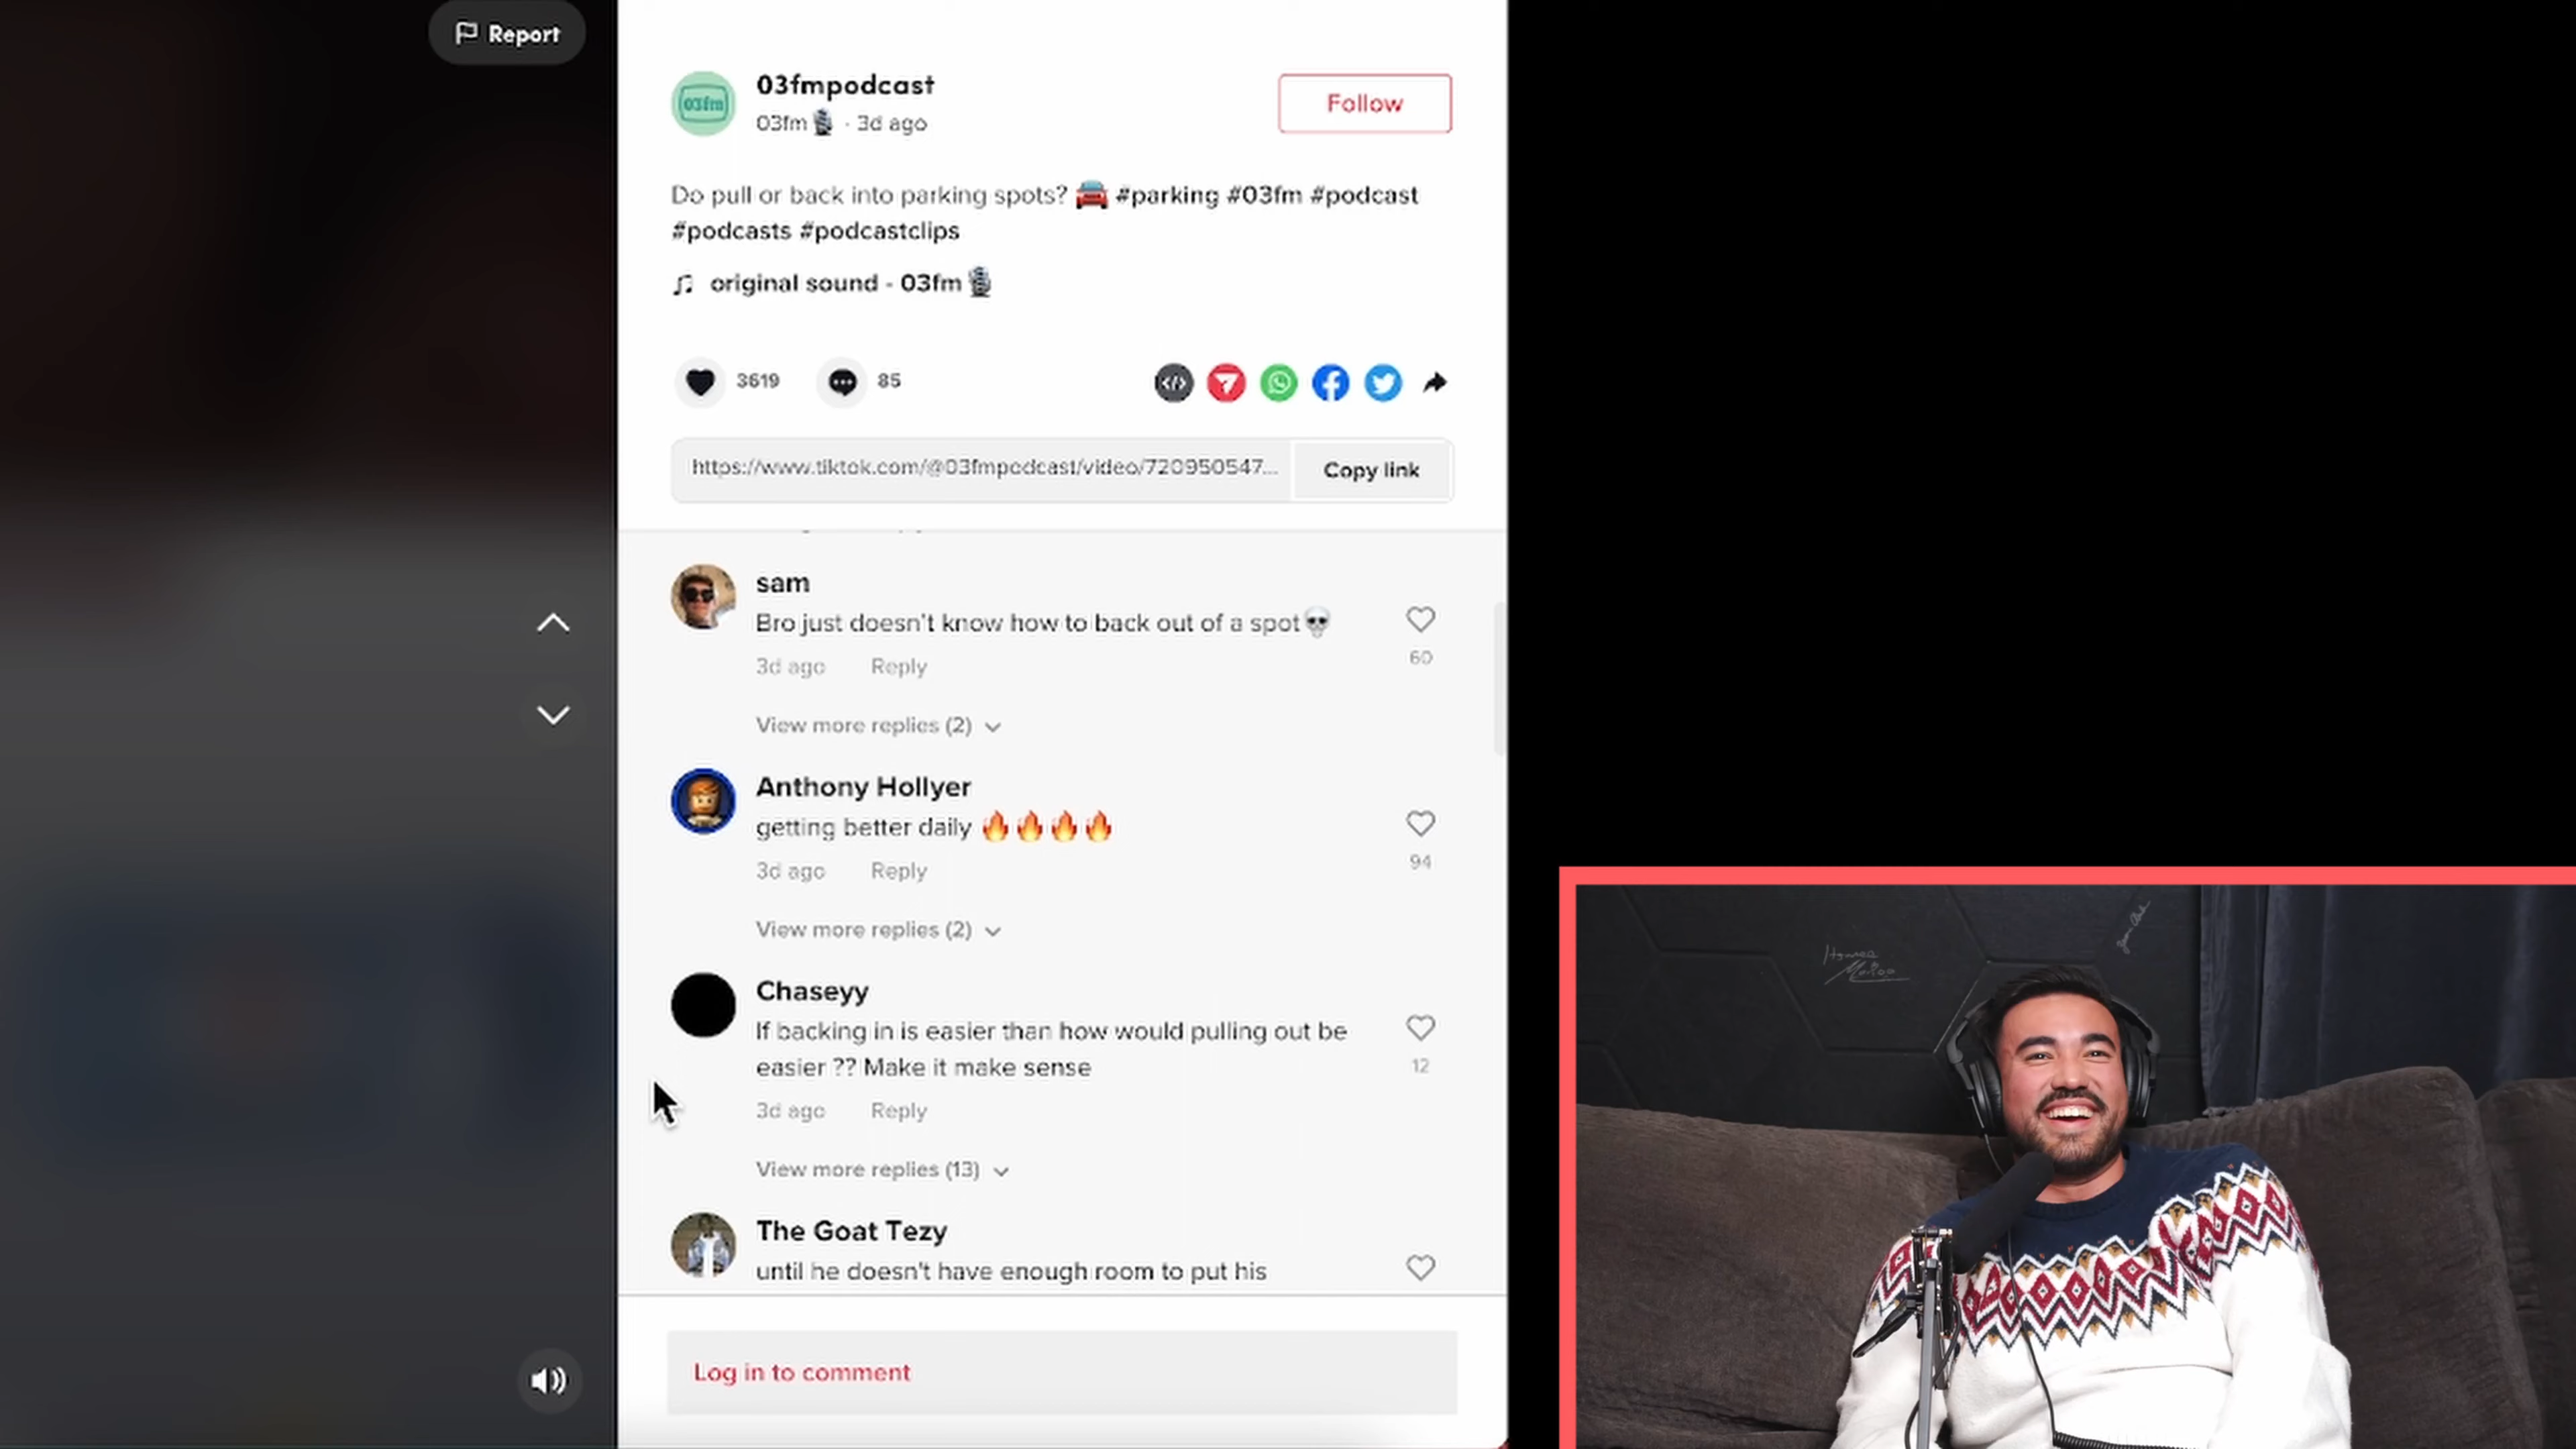 Report
03fmpodcast
03fm · 3d ago
Follow
03fm
Do pull or back into parking spots? 🚘 #parking #03fm #podcast
#podcasts #podcastclips
original sound - 03fm
3619
85
https://www.tiktok.com/@03fmpodcast/video/720950547...
Copy link
sam
Bro just doesn't know how to back out of a spot💀
60
3d ago Reply
View more replies (2)
Anthony Hollyer
getting better daily 🔥🔥🔥🔥
94
3d ago Reply
View more replies (2)
Chaseyy
If backing in is easier than how would pulling out be
easier ?? Make it make sense
12
3d ago Reply
View more replies (13)
The Goat Tezy
until he doesn't have enough room to put his
Log in to comment